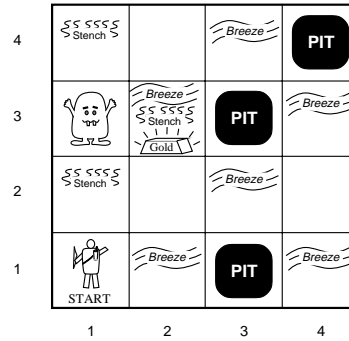 4
Stench
Breeze
PIT
3
Breeze
Stench
Gold
PIT
Breeze
2
Stench
Breeze
1
START
Breeze
PIT
Breeze
1 2 3 4